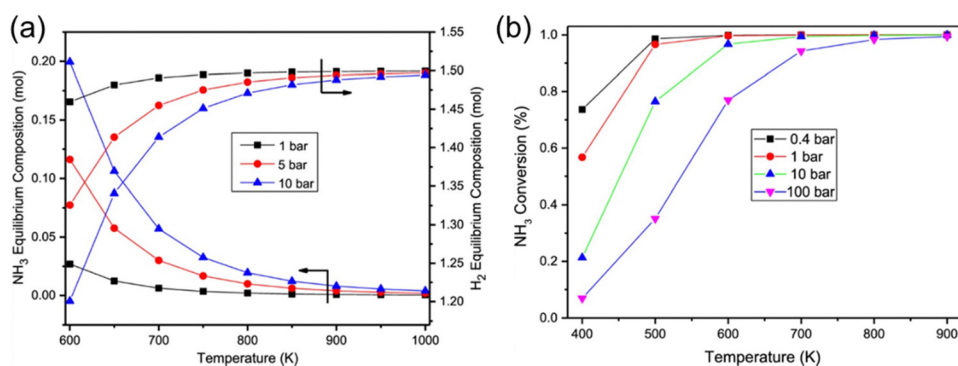 (a)
NH3 Equilibrium Composition (mol)
0.20
0.15
0.10
0.05
0.00
1 bar
5 bar
10 bar
1.55
1.50
1.45
1.40
1.35
1.30
1.25
1.20
H2 Equilibrium Composition (mol)
600 700 800 900 1000
Temperature (K)
(b)
NH3 Conversion (%)
1.0
0.8
0.6
0.4
0.2
0.0
0.4 bar
1 bar
10 bar
100 bar
400 500 600 700 800 900
Temperature (K)